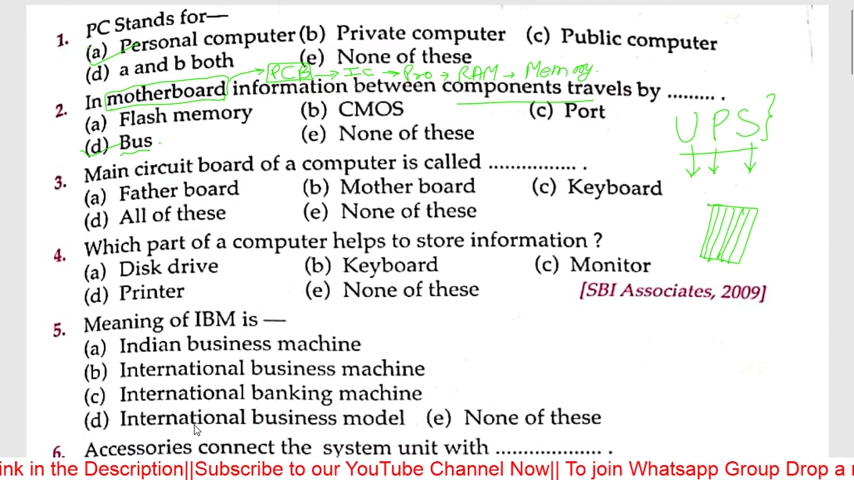 1. PC Stands for—
(a) Personal computer (b) Private computer (c) Public computer
(d) a and b both (e) None of these
PCB → IC → Pro → RAM → Memory.
2. In motherboard information between components travels by ......... .
(a) Flash memory (b) CMOS (c) Port
(d) Bus (e) None of these
UPS}
3. Main circuit board of a computer is called ............... .
(a) Father board (b) Mother board (c) Keyboard
(d) All of these (e) None of these
4. Which part of a computer helps to store information ?
(a) Disk drive (b) Keyboard (c) Monitor
(d) Printer (e) None of these [SBI Associates, 2009]
5. Meaning of IBM is —
(a) Indian business machine
(b) International business machine
(c) International banking machine
(d) International business model (e) None of these
6. Accessories connect the system unit with .................... .
ink in the Description||Subscribe to our YouTube Channel Now|| To join Whatsapp Group Drop a